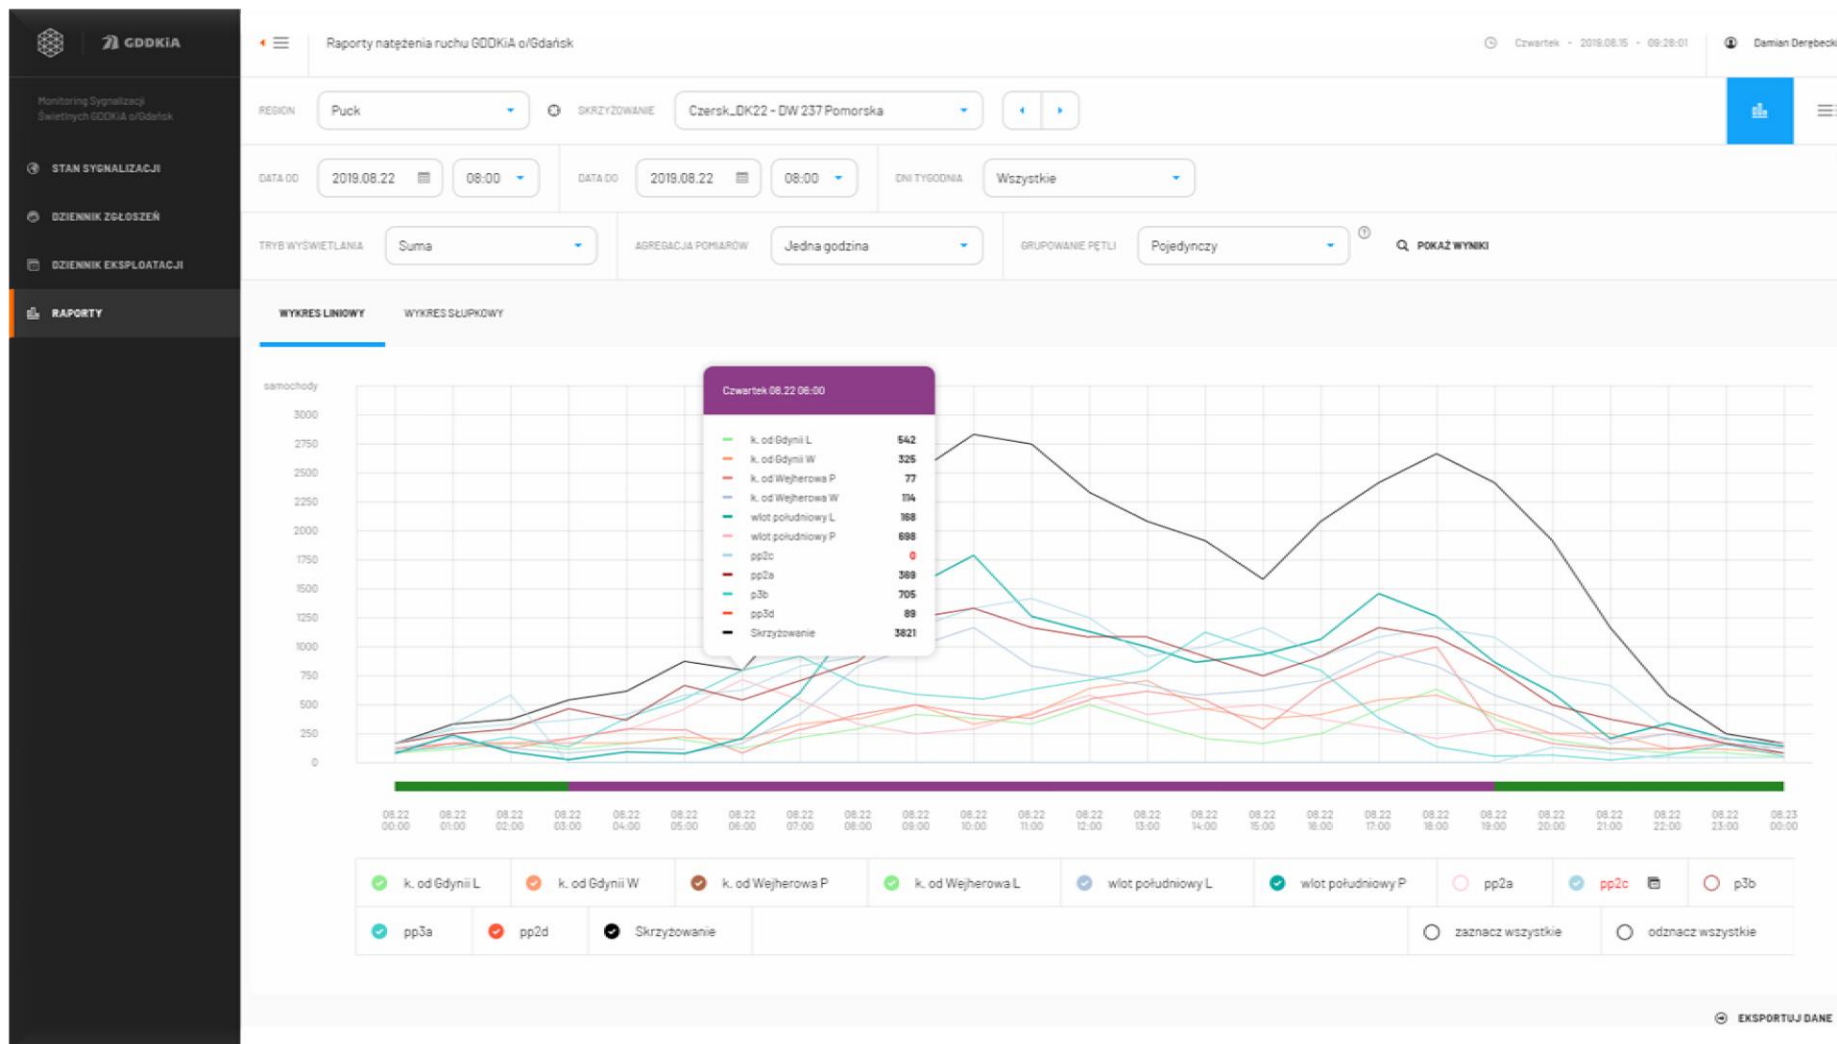 GDDKiA
Raporty natężenia ruchu GDDKiA o/Gdańsk
Czwartek - 2019.08.15 - 09:28:01
Damian Derębecki
Monitoring Sygnalizacji
Świetlnych GDDKiA o/Gdańsk
STAN SYGNALIZACJI
DZIENNIK ZGŁOSZEŃ
DZIENNIK EKSPLOATACJI
RAPORTY
REGION Puck SKRZYŻOWANIE Czersk_DK22 - DW 237 Pomorska
DATA OD 2019.08.22 08:00 DATA DO 2019.08.22 08:00 DNI TYGODNIA Wszystkie
TRYB WYŚWIETLANIA Suma AGREGACJA POMIARÓW Jedna godzina GRUPOWANIE PĘTLI Pojedynczy POKAŻ WYNIKI
WYKRES LINIOWY WYKRES SŁUPKOWY
samochody
3000
2750
2500
2250
2000
1750
1500
1250
1000
750
500
250
0
Czwartek 08.22 06:00
k. od Gdynii L 542
k. od Gdynii W 325
k. od Wejherowa P 77
k. od Wejherowa W 114
wlot południowy L 168
wlot południowy P 698
pp2c 0
pp2a 369
p3b 705
pp3d 89
Skrzyżowanie 3821
08.22 08.22 08.22 08.22 08.22 08.22 08.22 08.22 08.22 08.22 08.22 08.22 08.22 08.22 08.22 08.22 08.22 08.22 08.22 08.22 08.22 08.22 08.22 08.22 08.23
00:00 01:00 02:00 03:00 04:00 05:00 06:00 07:00 08:00 09:00 10:00 11:00 12:00 13:00 14:00 15:00 16:00 17:00 18:00 19:00 20:00 21:00 22:00 23:00 00:00
k. od Gdynii L k. od Gdynii W k. od Wejherowa P k. od Wejherowa L wlot południowy L wlot południowy P pp2a pp2c p3b
pp3a pp2d Skrzyżowanie zaznacz wszystkie odznacz wszystkie
EKSPORTUJ DANE